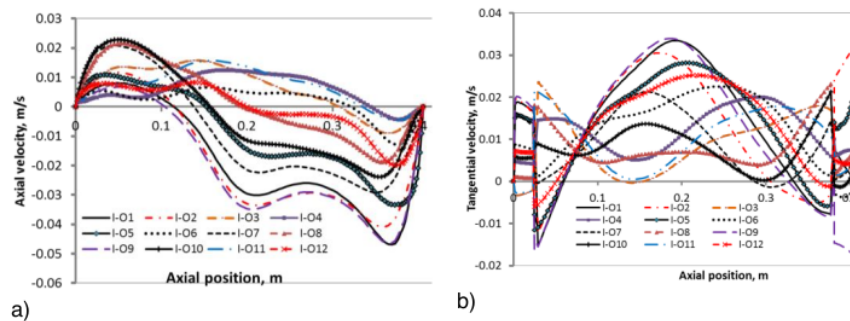 0.03
0.02
0.01
0
-0.01
-0.02
-0.03
-0.04
-0.05
-0.06
Axial velocity, m/s
0 0.1 0.2 0.3
I-O1 I-O2 I-O3 I-O4
I-O5 I-O6 I-O7 I-O8
I-O9 I-O10 I-O11 I-O12
Axial position, m
a)
0.04
0.03
0.02
0.01
0
-0.01
-0.02
Tangential velocity, m/s
0 0.1 0.2 0.3
I-O1 I-O2 I-O3
I-O4 I-O5 I-O6
I-O7 I-O8 I-O9
I-O10 I-O11 I-O12
Axial position, m
b)